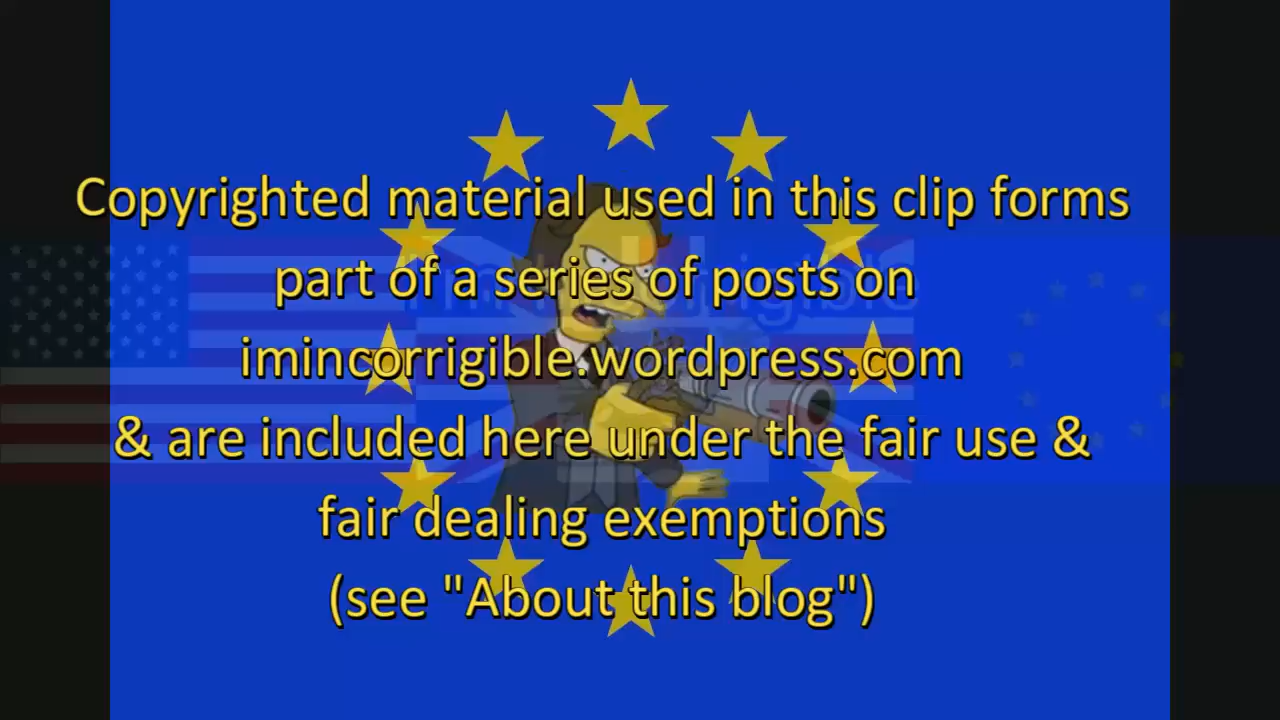 Copyrighted material used in this clip forms
part of a series of posts on
imincorrigible.wordpress.com
& are included here under the fair use &
fair dealing exemptions
(see "About this blog")